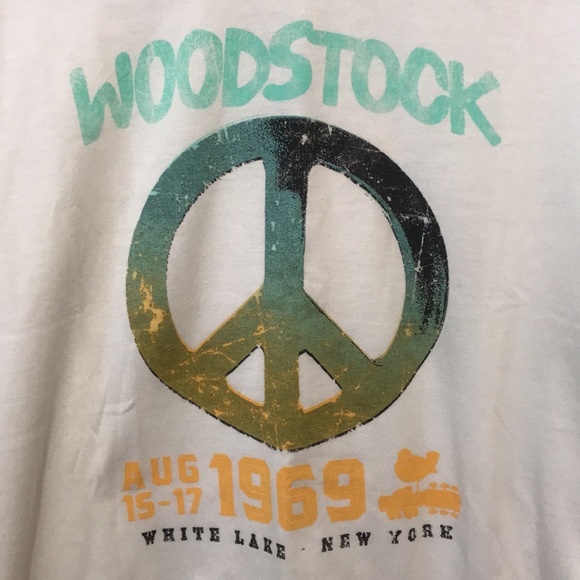 WOODSTOCK
AUG 15-17 1969
WHITE LAKE . NEW YORK